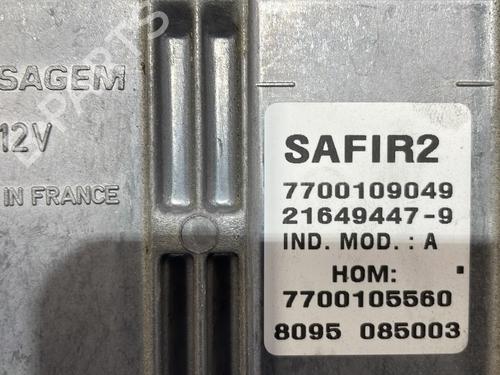 SAGEM
12V
IN FRANCE
SAFIR2
7700109049
21649447-9
IND. MOD. : A
HOM:
7700105560
8095 085003